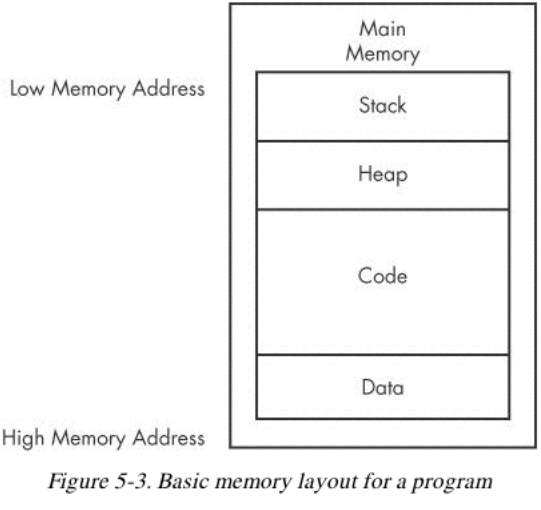 Main
Memory
Low Memory Address
Stack
Heap
Code
Data
High Memory Address
Figure 5-3. Basic memory layout for a program